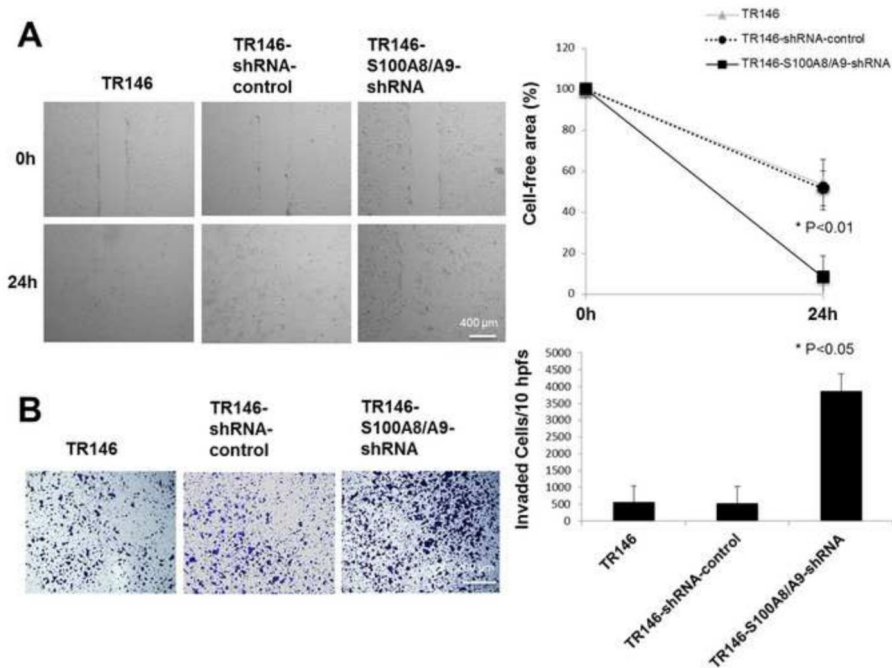 A
TR146
TR146-
shRNA-
control
TR146-
S100A8/A9-
shRNA
0h
24h
400 µm
TR146
TR146-shRNA-control
TR146-S100A8/A9-shRNA
Cell-free area (%)
120
100
80
60
40
20
0
* P<0.01
0h
24h
B
TR146
TR146-
shRNA-
control
TR146-
S100A8/A9-
shRNA
* P<0.05
Invaded Cells/10 hpfs
5000
4500
4000
3500
3000
2500
2000
1500
1000
500
0
TR146
TR146-shRNA-control
TR146-S100A8/A9-shRNA